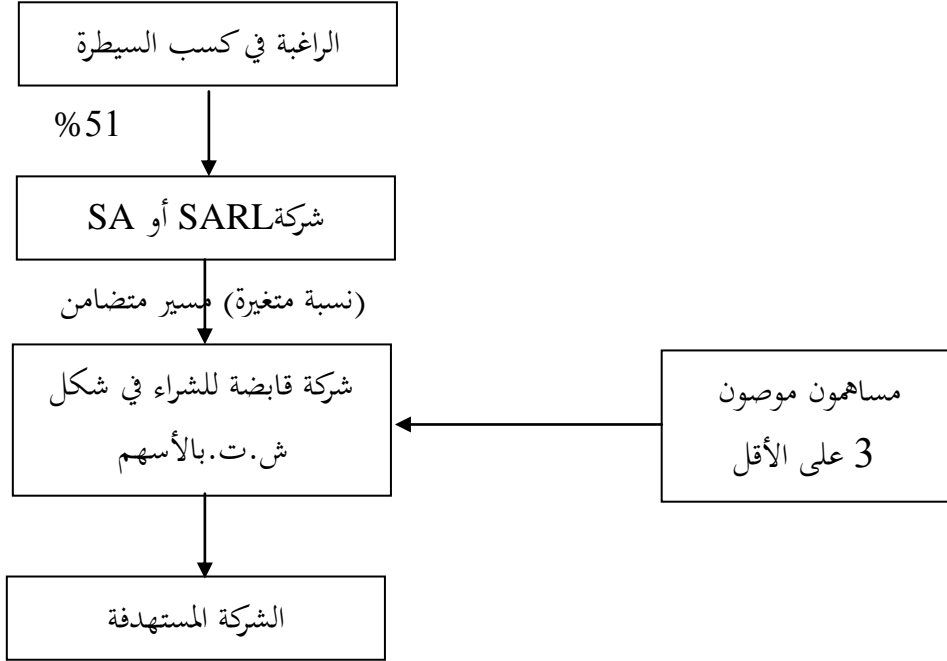 الراغبة في كسب السيطرة
%51
شركةSARL أو SA
(نسبة متغيرة) مسير متضامن
شركة قابضة للشراء في شكل
ش.ت.بالأسهم
مساهمون موصون
3 على الأقل
الشركة المستهدفة